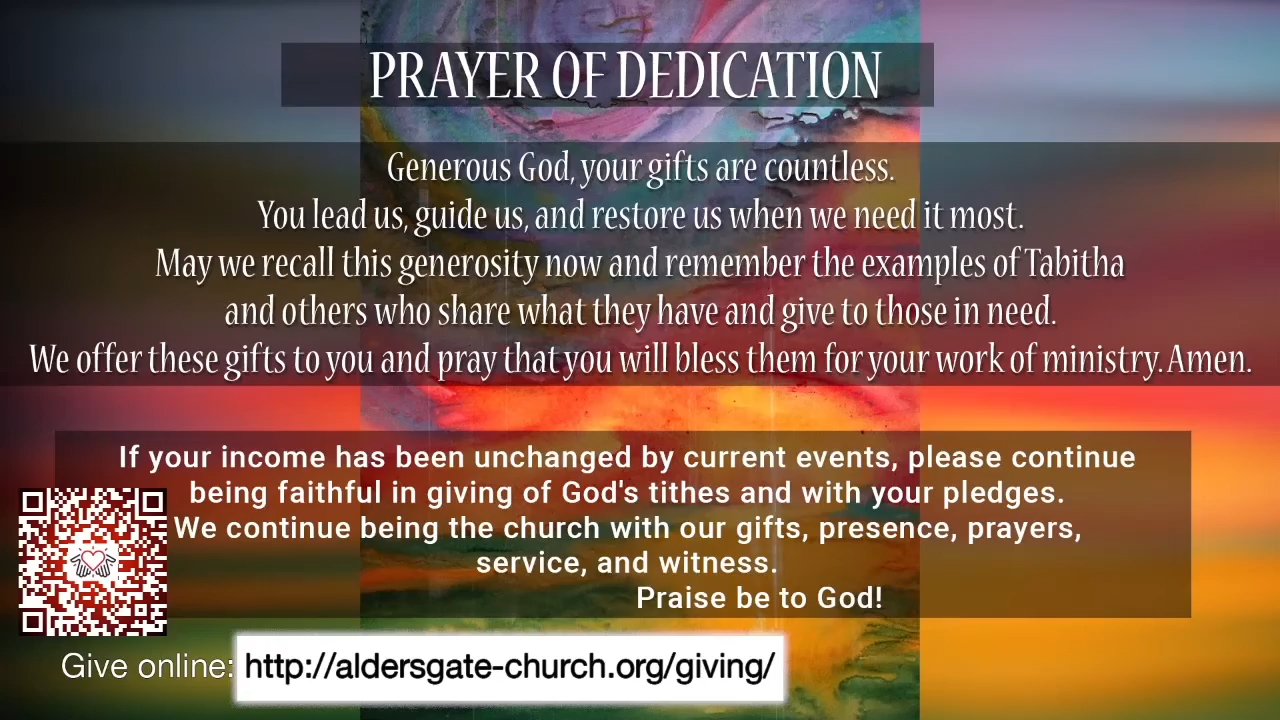 PRAYER OF DEDICATION
Generous God, your gifts are countless.
You lead us, guide us, and restore us when we need it most.
May we recall this generosity now and remember the examples of Tabitha
and others who share what they have and give to those in need.
We offer these gifts to you and pray that you will bless them for your work of ministry. Amen.
If your income has been unchanged by current events, please continue
being faithful in giving of God's tithes and with your pledges.
We continue being the church with our gifts, presence, prayers,
service, and witness.
Praise be to God!
Give online: http://aldersgate-church.org/giving/